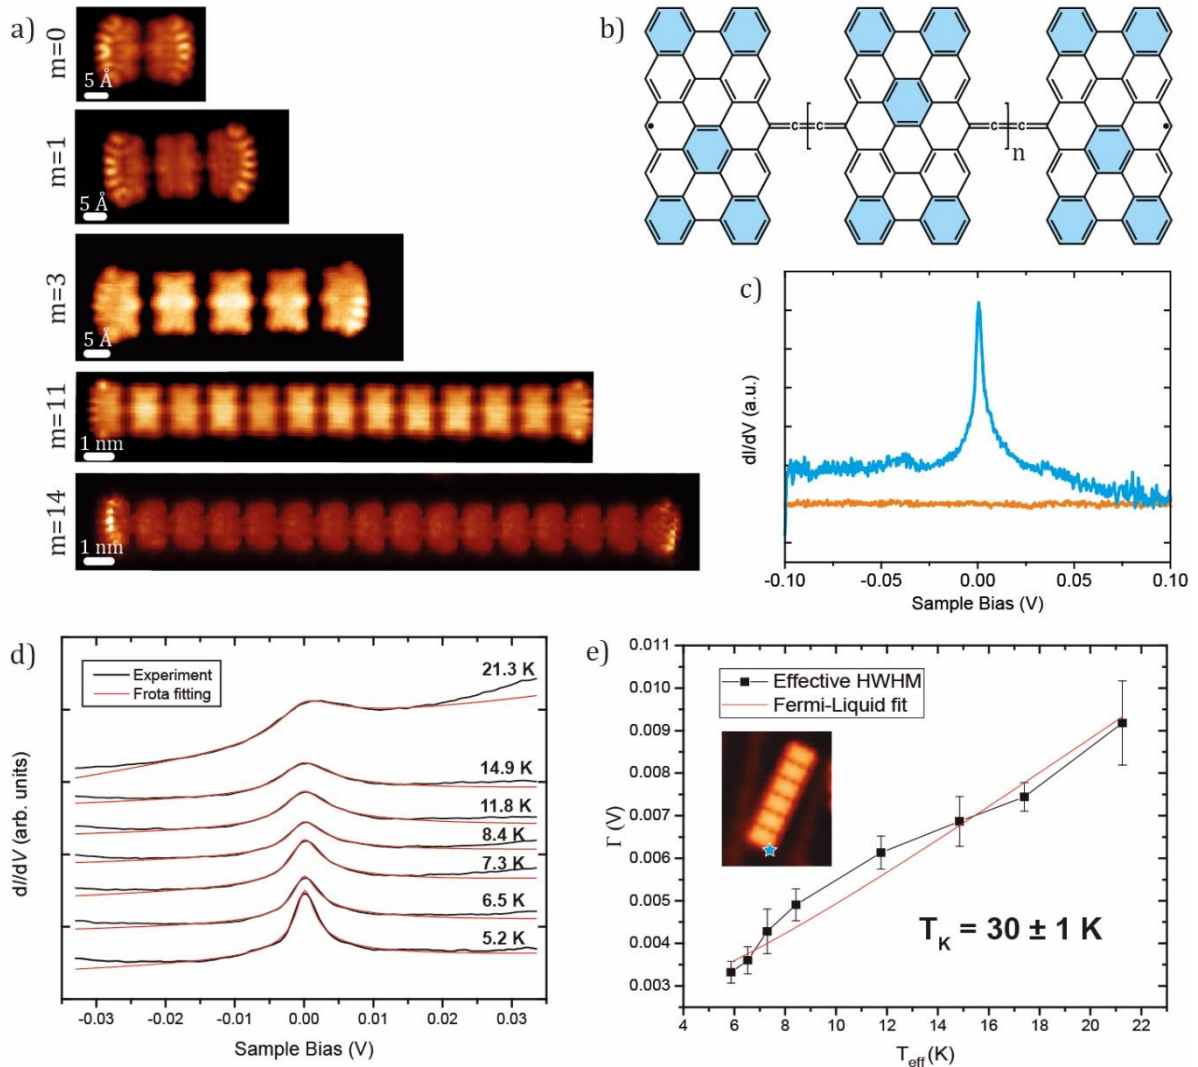 a)
m=0
5 Å
m=1
5 Å
m=3
5 Å
m=11
1 nm
m=14
1 nm
b)
C C C C
n
c)
dI/dV (a.u.)
-0.10 -0.05 0.00 0.05 0.10
Sample Bias (V)
d)
Experiment
Frota fitting
21.3 K
14.9 K
11.8 K
8.4 K
7.3 K
6.5 K
5.2 K
dI/dV (arb. units)
-0.03 -0.02 -0.01 0.00 0.01 0.02 0.03
Sample Bias (V)
e)
0.011
0.010
0.009
0.008
0.007
0.006
0.005
0.004
0.003
Γ (V)
Effective HWHM
Fermi-Liquid fit
T_K = 30 ± 1 K
4 6 8 10 12 14 16 18 20 22
T_eff(K)